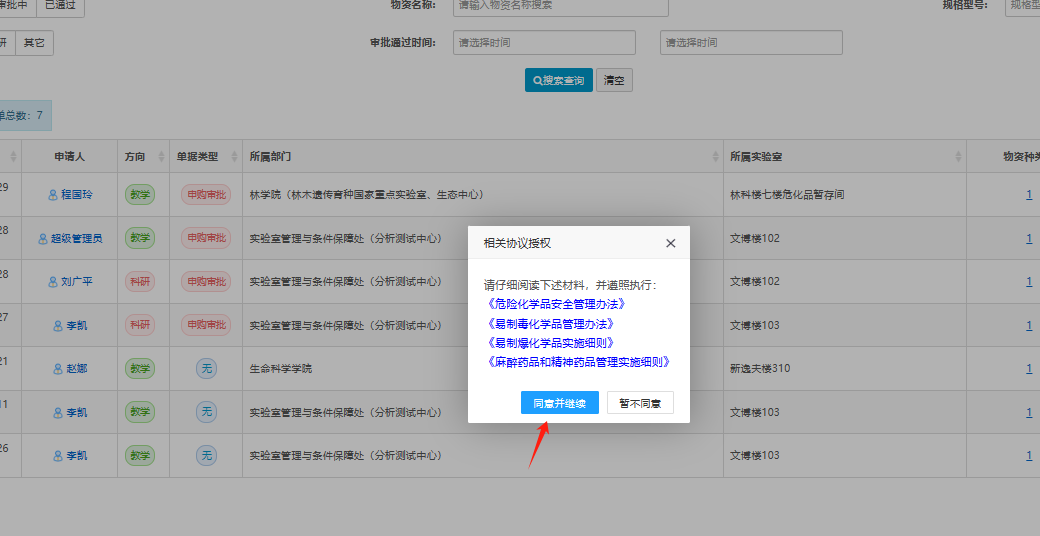 审批中 已通过 物资名称: 请输入物资名称搜索 规格型号: 规格型
研 其它 审批通过时间: 请选择时间 请选择时间
搜索查询 清空
单总数: 7
申请人 方向 单据类型 所属部门 所属实验室 物资种类
29 程国玲 教学 申购审批 林学院（林木遗传育种国家重点实验室、生态中心） 林科楼七楼危化品暂存间 1
28 超级管理员 教学 申购审批 实验室管理与条件保障处（分析测试中心） 文博楼102 1
28 刘广平 科研 申购审批 实验室管理与条件保障处（分析测试中心） 文博楼102 1
27 李凯 科研 申购审批 实验室管理与条件保障处（分析测试中心） 文博楼103 1
21 赵娜 教学 无 生命科学学院 新逸夫楼310 1
11 李凯 教学 无 实验室管理与条件保障处（分析测试中心） 文博楼103 1
26 李凯 教学 无 实验室管理与条件保障处（分析测试中心） 文博楼103 1
相关协议授权
请仔细阅读下述材料，并遵照执行：
《危险化学品安全管理办法》
《易制毒化学品管理办法》
《易制爆化学品实施细则》
《麻醉药品和精神药品管理实施细则》
同意并继续 暂不同意